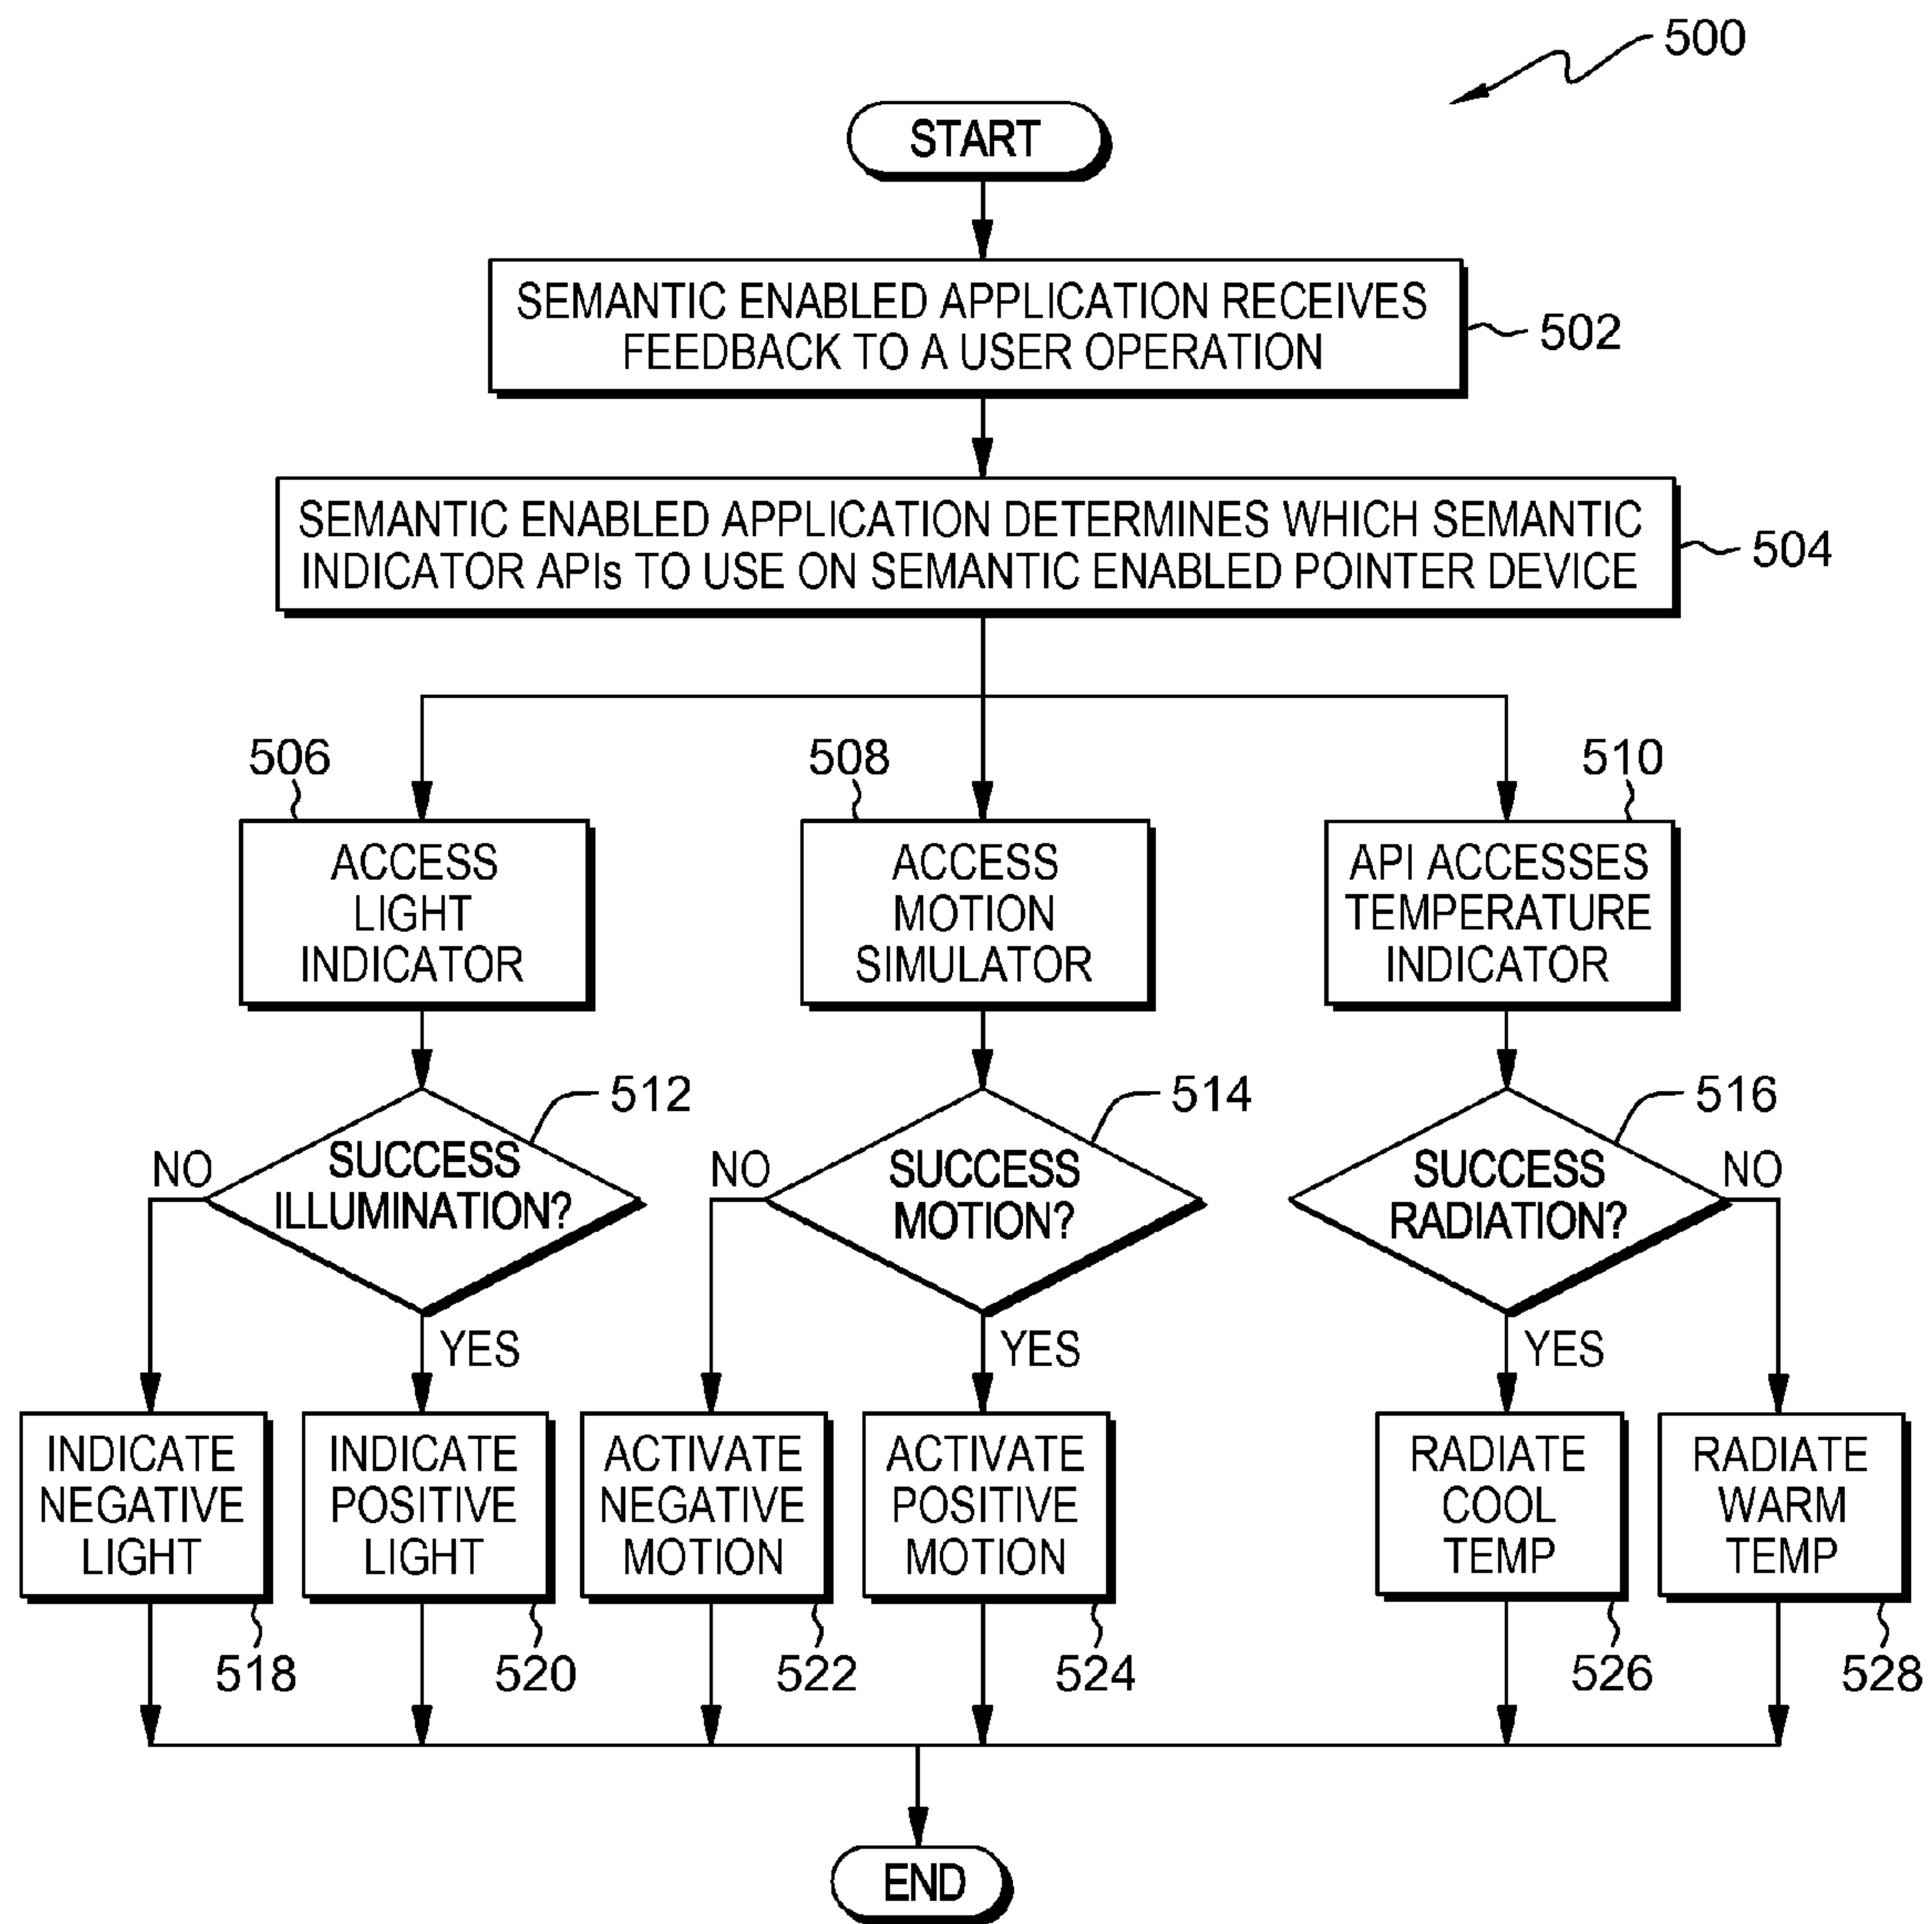 500
START
SEMANTIC ENABLED APPLICATION RECEIVES
FEEDBACK TO A USER OPERATION
502
SEMANTIC ENABLED APPLICATION DETERMINES WHICH SEMANTIC
INDICATOR APIs TO USE ON SEMANTIC ENABLED POINTER DEVICE
504
506
ACCESS
LIGHT
INDICATOR
508
ACCESS
MOTION
SIMULATOR
510
API ACCESSES
TEMPERATURE
INDICATOR
512
SUCCESS
ILLUMINATION?
NO
YES
514
SUCCESS
MOTION?
NO
YES
516
SUCCESS
RADIATION?
NO
YES
INDICATE
NEGATIVE
LIGHT
518
INDICATE
POSITIVE
LIGHT
520
ACTIVATE
NEGATIVE
MOTION
522
ACTIVATE
POSITIVE
MOTION
524
RADIATE
COOL
TEMP
526
RADIATE
WARM
TEMP
528
END